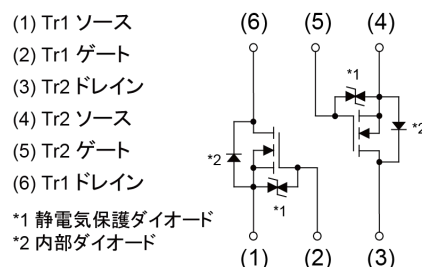 (1) Tr1 ソース
(2) Tr1 ゲート
(3) Tr2 ドレイン
(4) Tr2 ソース
(5) Tr2 ゲート
(6) Tr1 ドレイン
*1 静電気保護ダイオード
*2 内部ダイオード
(6) (5) (4)
*1
*2
*2
*1
(1) (2) (3)